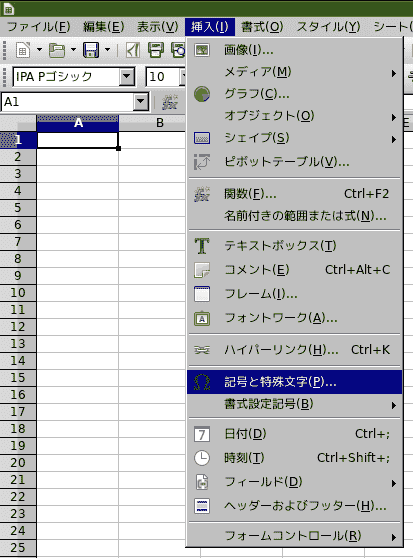 ファイル(F) 編集(E) 表示(V) 挿入(I) 書式(O) スタイル(Y) シート(
IPA Pゴシック 10
A1
画像(I)...
メディア(M)
グラフ(C)...
オブジェクト(O)
シェイプ(S)
ピボットテーブル(V)...
関数(F)... Ctrl+F2
名前付きの範囲または式(N)...
テキストボックス(T)
コメント(E) Ctrl+Alt+C
フレーム(I)...
フォントワーク(A)...
ハイパーリンク(H)... Ctrl+K
記号と特殊文字(P)...
書式設定記号(B)
日付(D) Ctrl+;
時刻(T) Ctrl+Shift+;
フィールド(D)
ヘッダーおよびフッター(H)...
フォームコントロール(R)
A B E
1
2
3
4
5
6
7
8
9
10
11
12
13
14
15
16
17
18
19
20
21
22
23
24
25